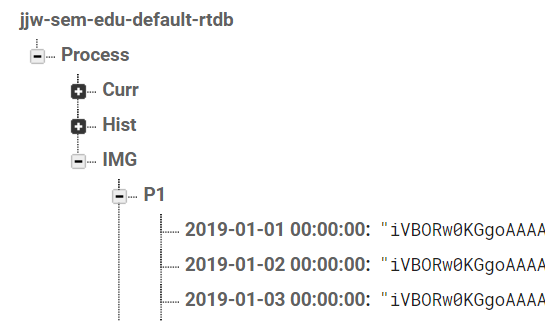 jjw-sem-edu-default-rtdb
Process
Curr
Hist
IMG
P1
2019-01-01 00:00:00: "iVBORw0KGgoAAAA
2019-01-02 00:00:00: "iVBORw0KGgoAAAA
2019-01-03 00:00:00: "iVBORw0KGgoAAAA